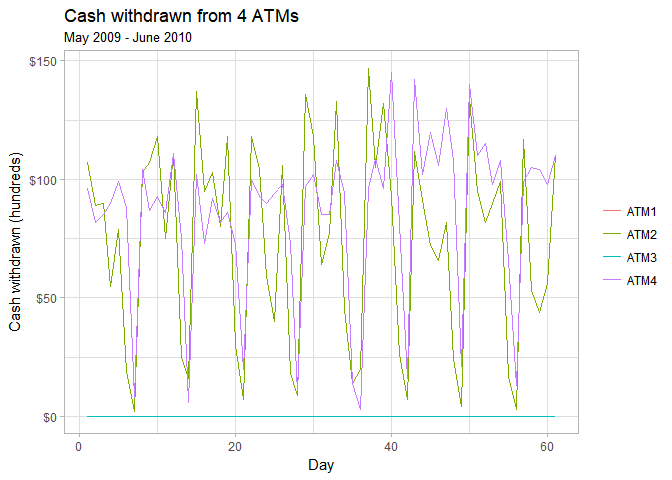 Cash withdrawn from 4 ATMs
May 2009 - June 2010
$150
$100
$50
$0
Cash withdrawn (hundreds)
0 20 40 60
Day
ATM1
ATM2
ATM3
ATM4